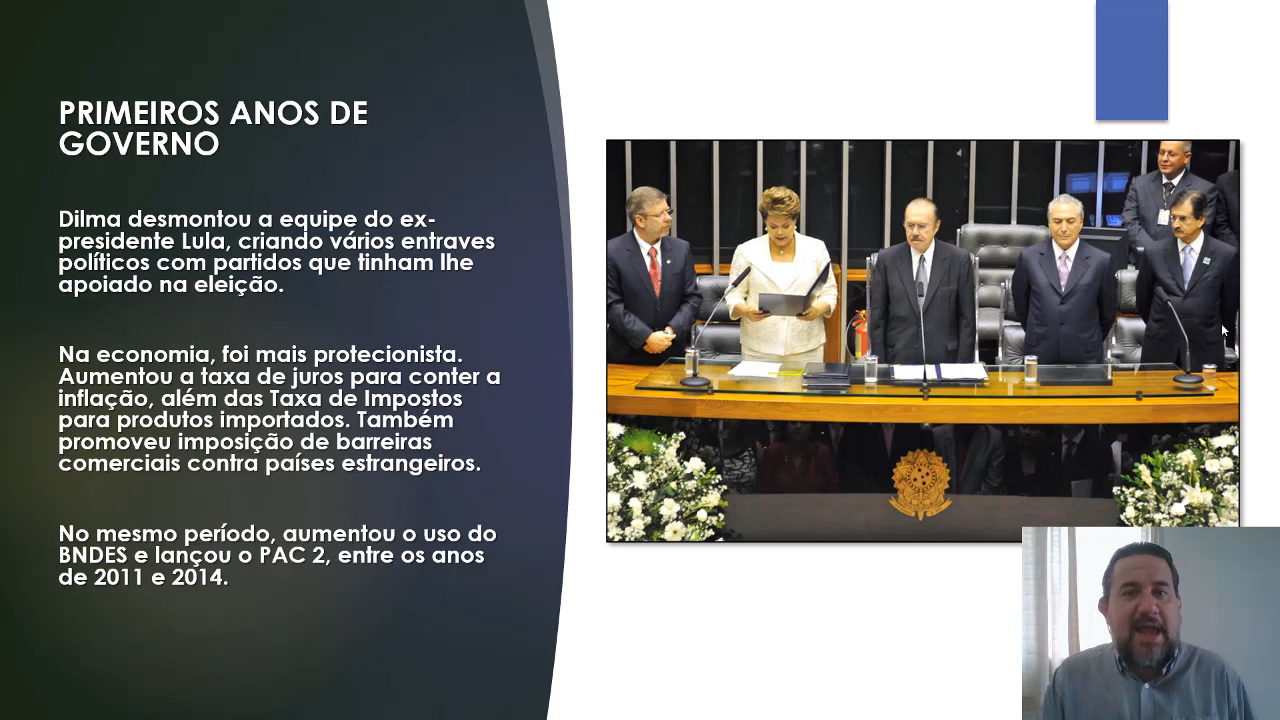 PRIMEIROS ANOS DE
GOVERNO
Dilma desmontou a equipe do ex-
presidente Lula, criando vários entraves
políticos com partidos que tinham lhe
apoiado na eleição.
Na economia, foi mais protecionista.
Aumentou a taxa de juros para conter a
inflação, além das Taxa de Impostos
para produtos importados. Também
promoveu imposição de barreiras
comerciais contra países estrangeiros.
No mesmo período, aumentou o uso do
BNDES e lançou o PAC 2, entre os anos
de 2011 e 2014.